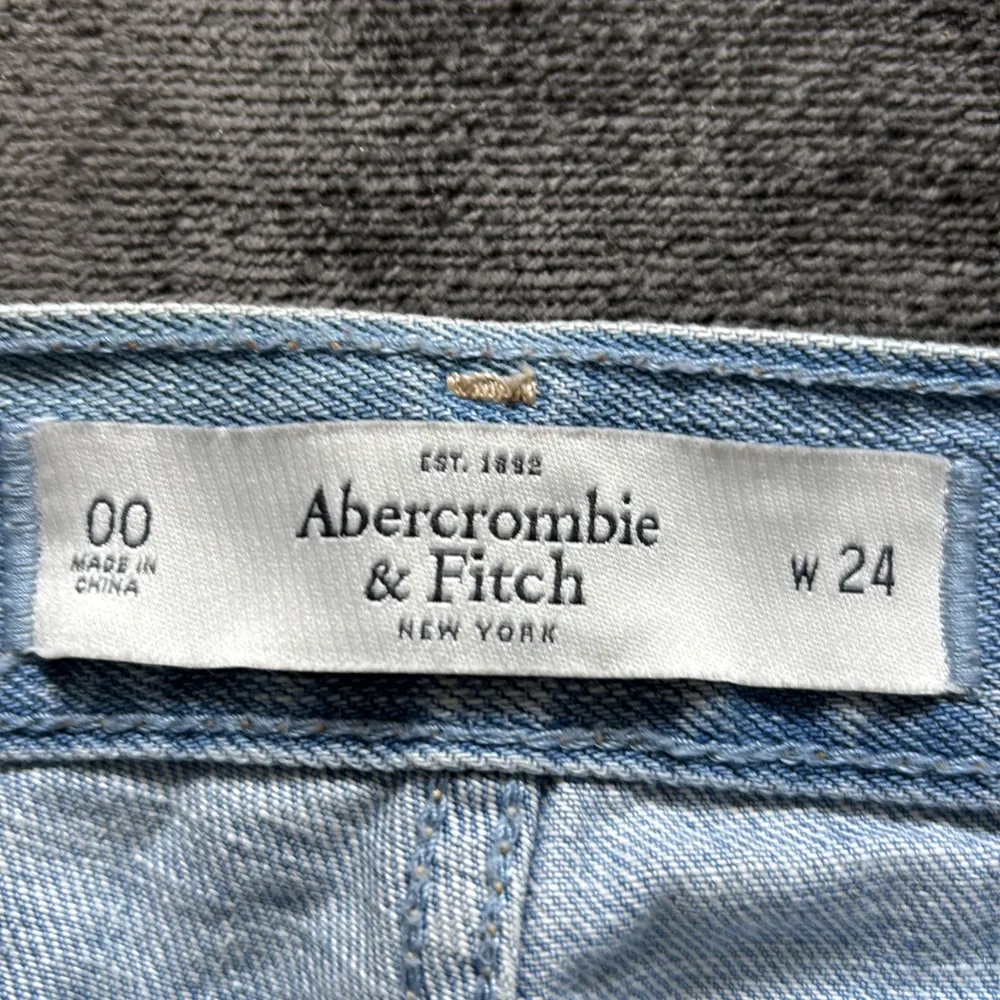 00
MADE IN
CHINA
EST. 1892
Abercrombie
& Fitch
NEW YORK
W 24